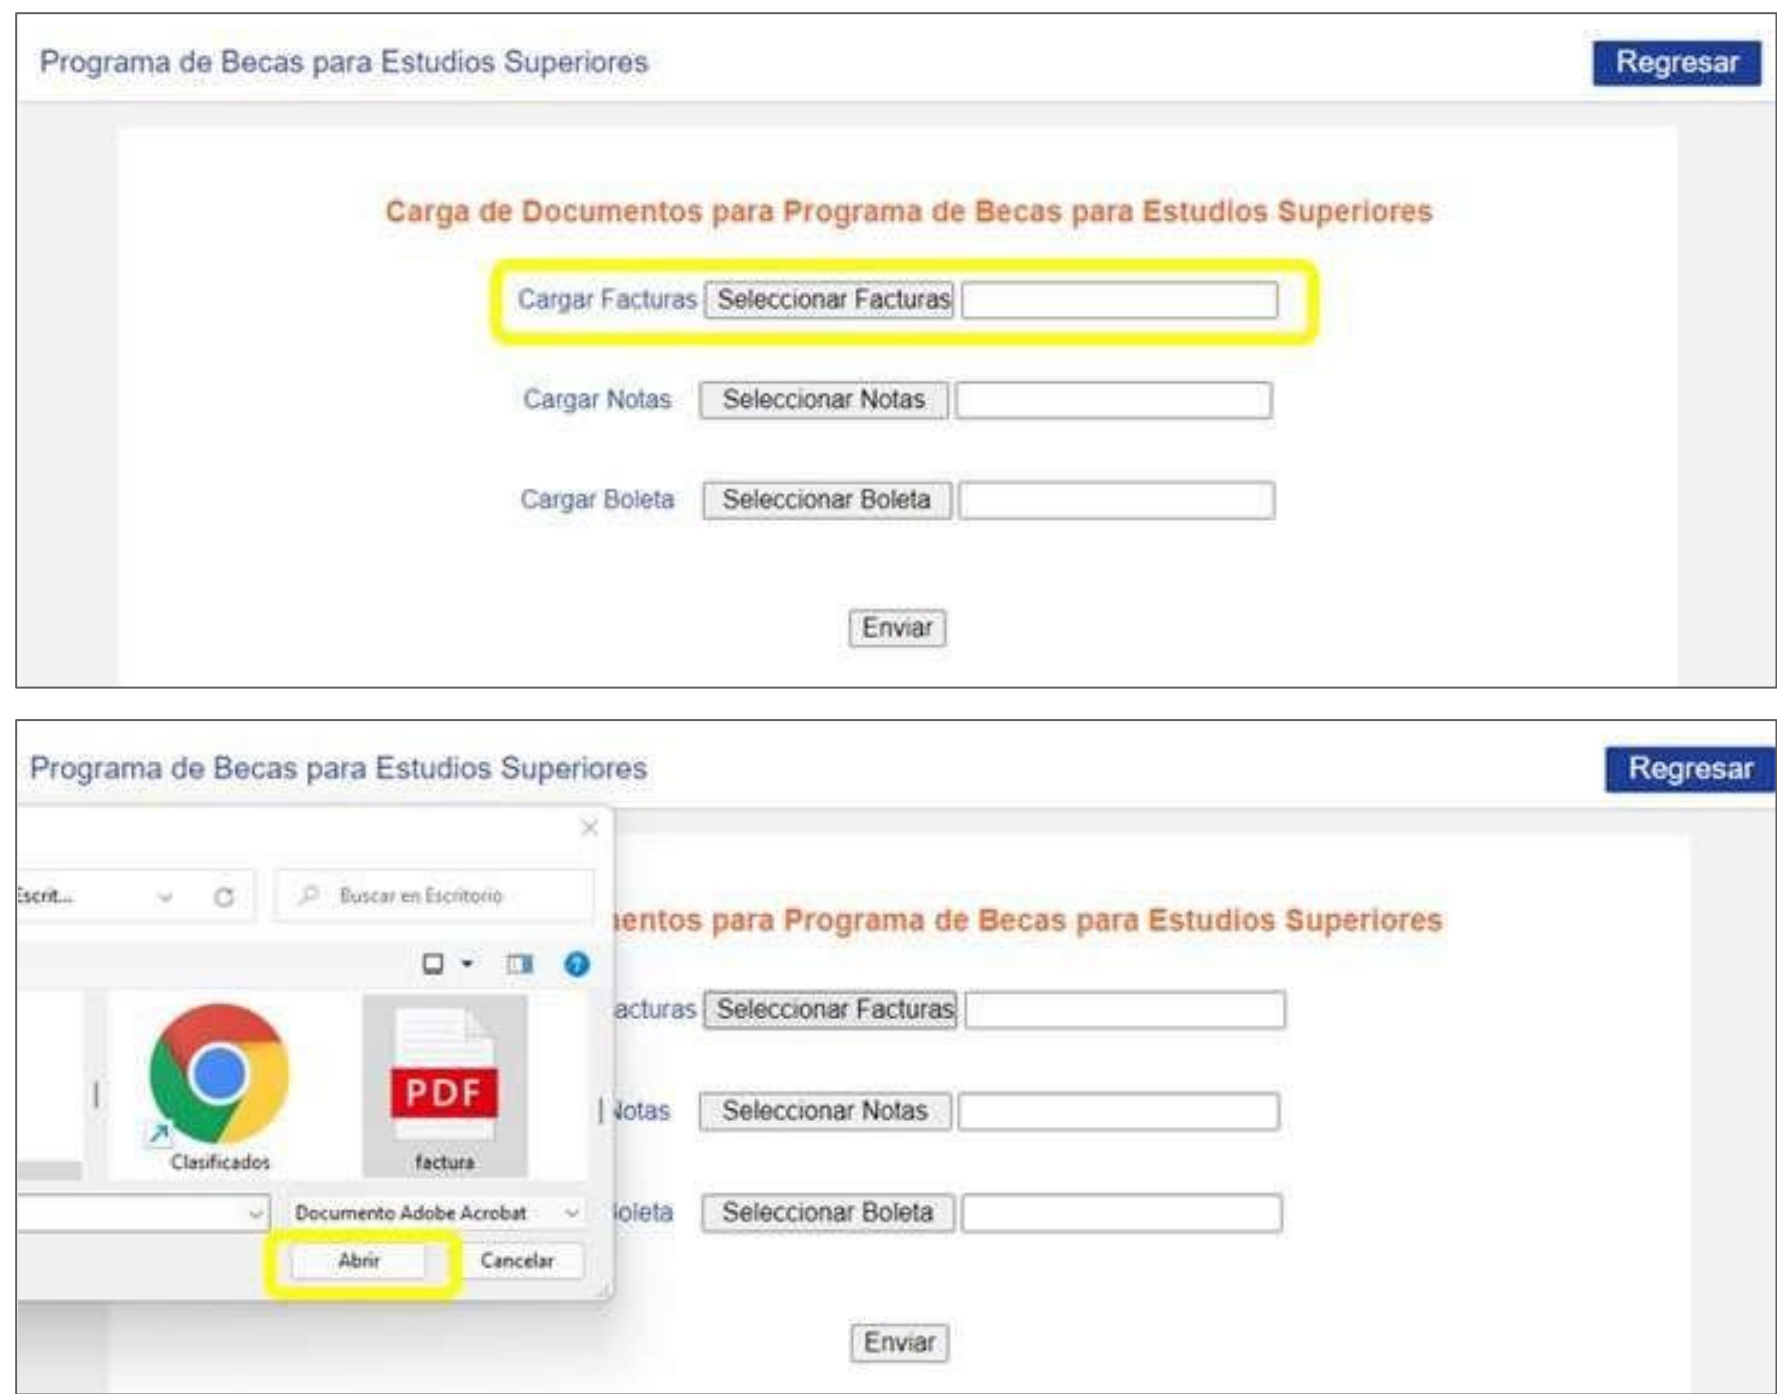 Programa de Becas para Estudios Superiores
Regresar
Carga de Documentos para Programa de Becas para Estudios Superiores
Cargar Facturas Seleccionar Facturas
Cargar Notas Seleccionar Notas
Cargar Boleta Seleccionar Boleta
Enviar
Programa de Becas para Estudios Superiores
Regresar
Escrit... Buscar en Escritorio
entos para Programa de Becas para Estudios Superiores
acturas Seleccionar Facturas
PDF
Notas Seleccionar Notas
Clasificados factura
Documento Adobe Acrobat
oleta Seleccionar Boleta
Abrir Cancelar
Enviar